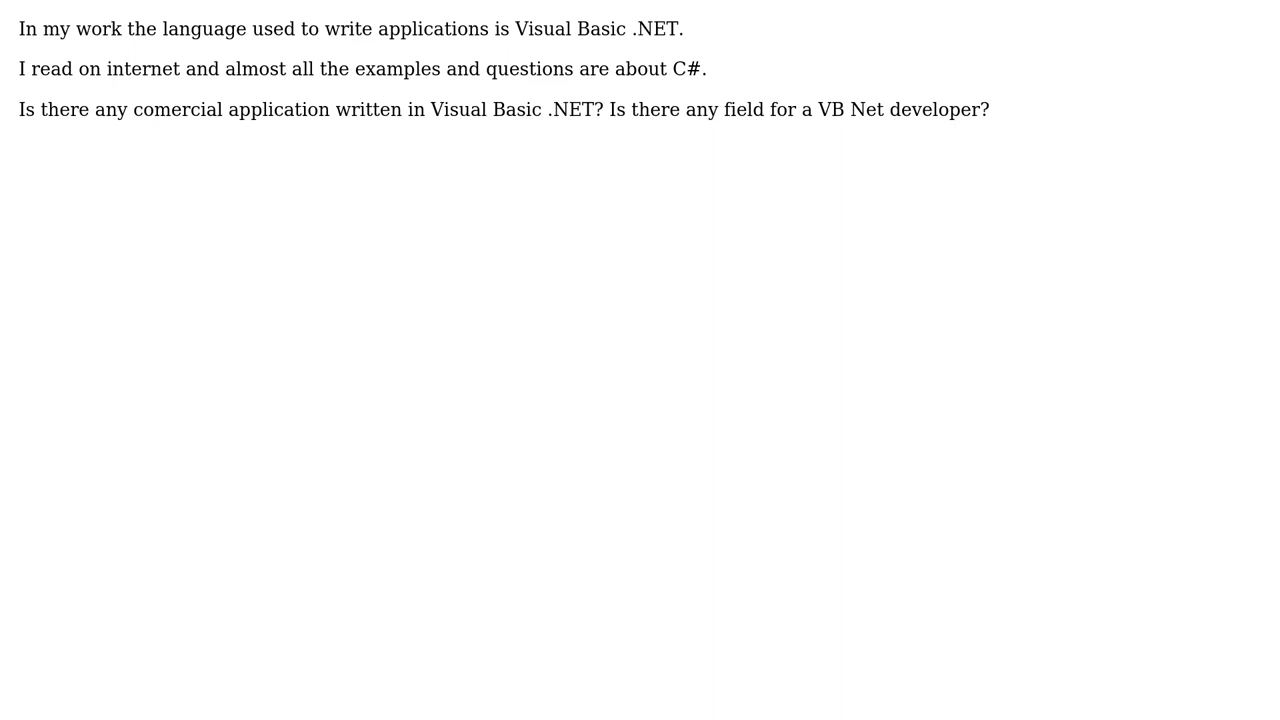 In my work the language used to write applications is Visual Basic .NET.
I read on internet and almost all the examples and questions are about C#.
Is there any comercial application written in Visual Basic .NET? Is there any field for a VB Net developer?